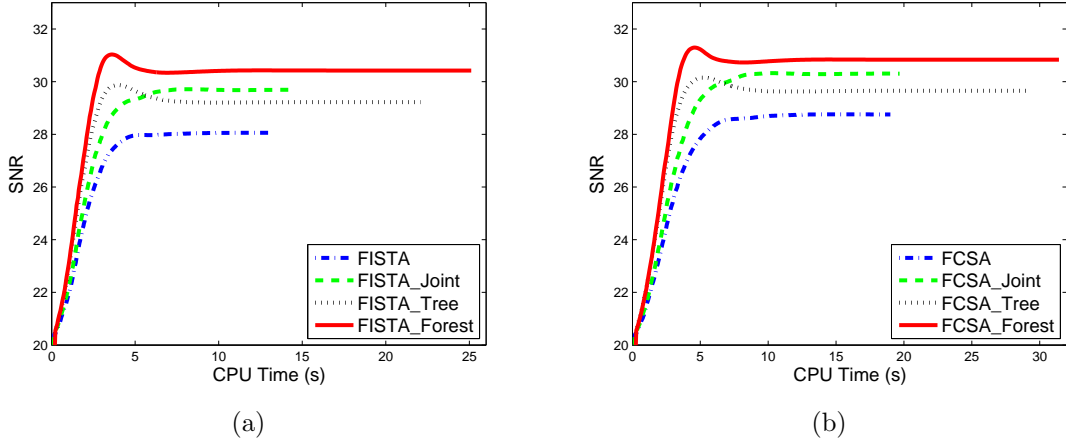 32
30
28
26
24
22
20
SNR
0
5
10
15
20
25
CPU Time (s)
FISTA
FISTA_Joint
FISTA_Tree
FISTA_Forest
(a)
32
30
28
26
24
22
20
SNR
0
5
10
15
20
25
30
CPU Time (s)
FCSA
FCSA_Joint
FCSA_Tree
FCSA_Forest
(b)